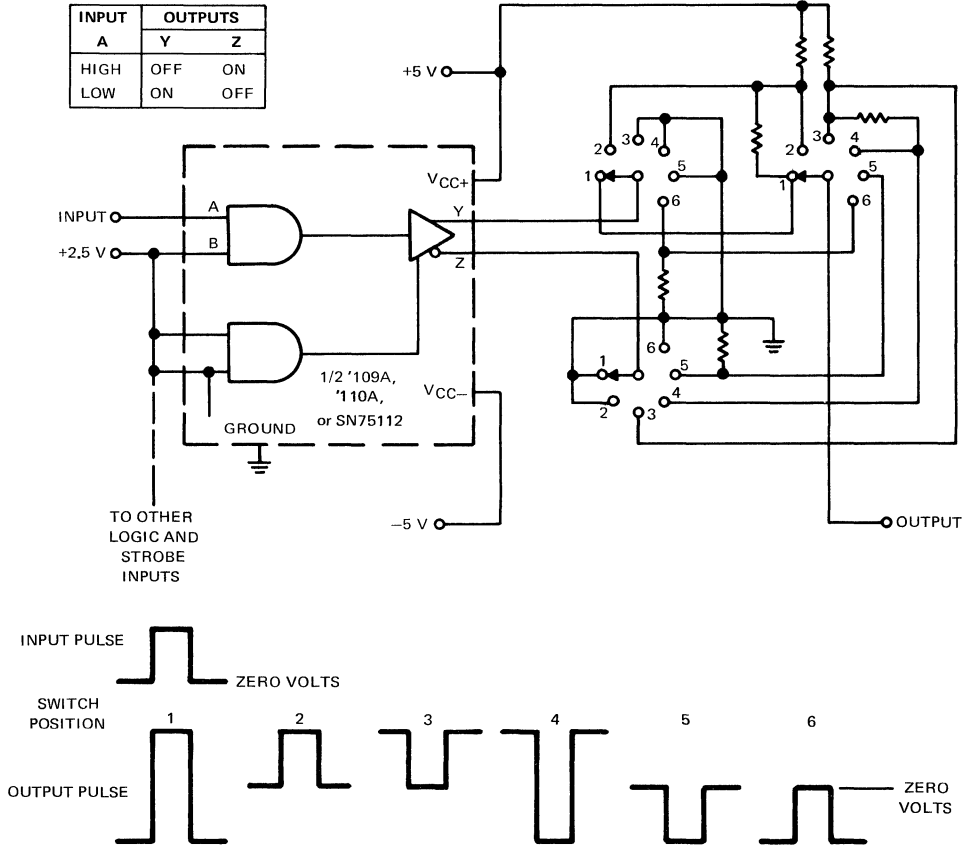 INPUT OUTPUTS
A Y Z
HIGH OFF ON
LOW ON OFF
+5 V
2 3 4
1 5
6
2 3 4
1 5
6
VCC+
INPUT
A
Y
+2.5 V
B
Z
6
1 5
2 3 4
1/2 '109A,
'110A,
or SN75112
VCC−
GROUND
−5 V
OUTPUT
TO OTHER
LOGIC AND
STROBE
INPUTS
INPUT PULSE
ZERO VOLTS
SWITCH
POSITION
1 2 3 4 5 6
OUTPUT PULSE
ZERO
VOLTS